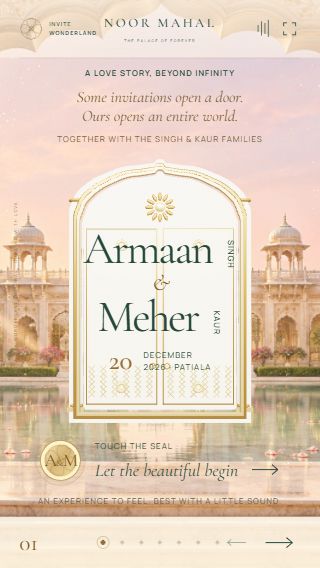 INVITE
WONDERLAND
NOOR MAHAL
THE PALACE OF FOREVER
A LOVE STORY, BEYOND INFINITY
Some invitations open a door.
Ours opens an entire world.
TOGETHER WITH THE SINGH & KAUR FAMILIES
Armaan
SINGH
&
Meher
KAUR
20
DECEMBER
2026 · PATIALA
A&M
TOUCH THE SEAL
Let the beautiful begin
AN EXPERIENCE TO FEEL. BEST WITH A LITTLE SOUND.
01